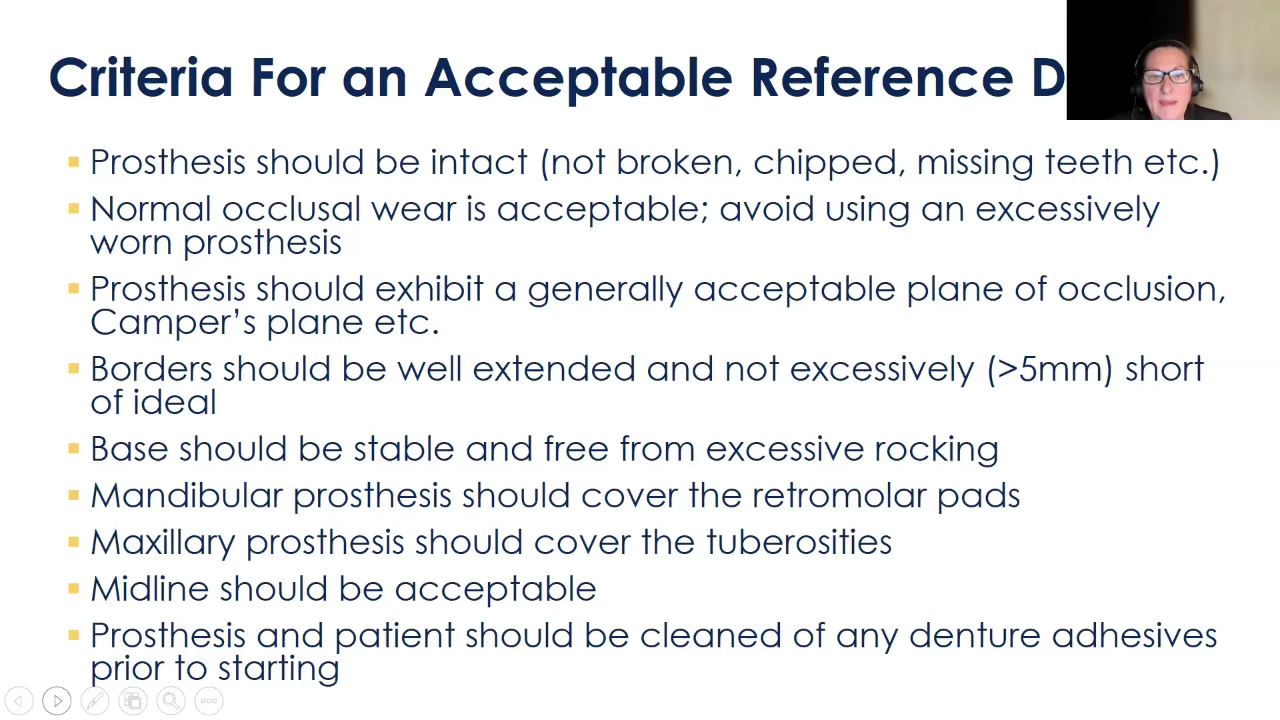 Criteria For an Acceptable Reference D
Prosthesis should be intact (not broken, chipped, missing teeth etc.)
Normal occlusal wear is acceptable; avoid using an excessively
worn prosthesis
Prosthesis should exhibit a generally acceptable plane of occlusion,
Camper's plane etc.
Borders should be well extended and not excessively (>5mm) short
of ideal
Base should be stable and free from excessive rocking
Mandibular prosthesis should cover the retromolar pads
Maxillary prosthesis should cover the tuberosities
Midline should be acceptable
Prosthesis and patient should be cleaned of any denture adhesives
prior to starting